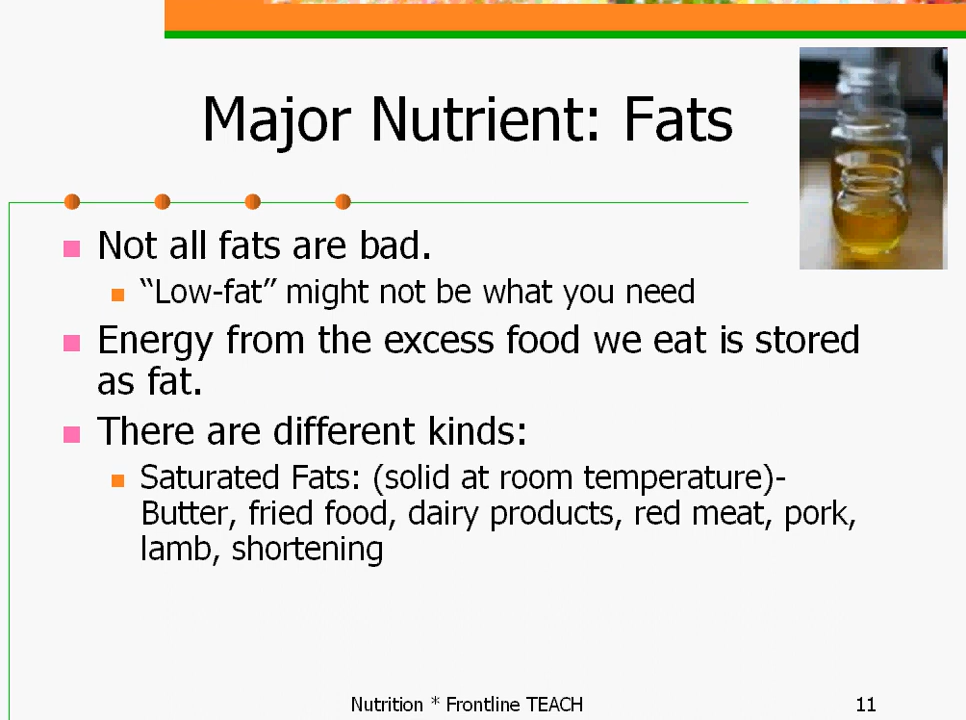 Major Nutrient: Fats
Not all fats are bad.
“Low-fat” might not be what you need
Energy from the excess food we eat is stored
as fat.
There are different kinds:
Saturated Fats: (solid at room temperature)-
Butter, fried food, dairy products, red meat, pork,
lamb, shortening
Nutrition * Frontline TEACH
11